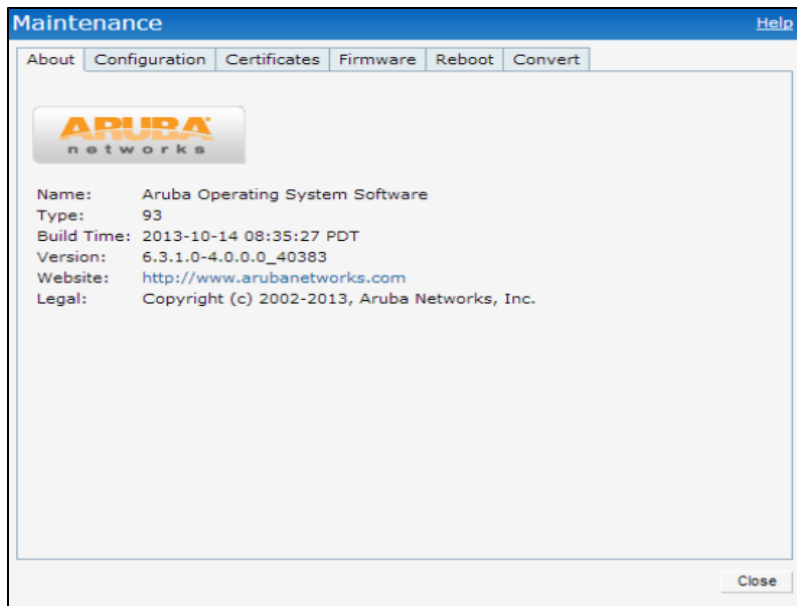 Maintenance Help
About Configuration Certificates Firmware Reboot Convert
ARUBA
networks
Name: Aruba Operating System Software
Type: 93
Build Time: 2013-10-14 08:35:27 PDT
Version: 6.3.1.0-4.0.0.0_40383
Website: http://www.arubanetworks.com
Legal: Copyright (c) 2002-2013, Aruba Networks, Inc.
Close